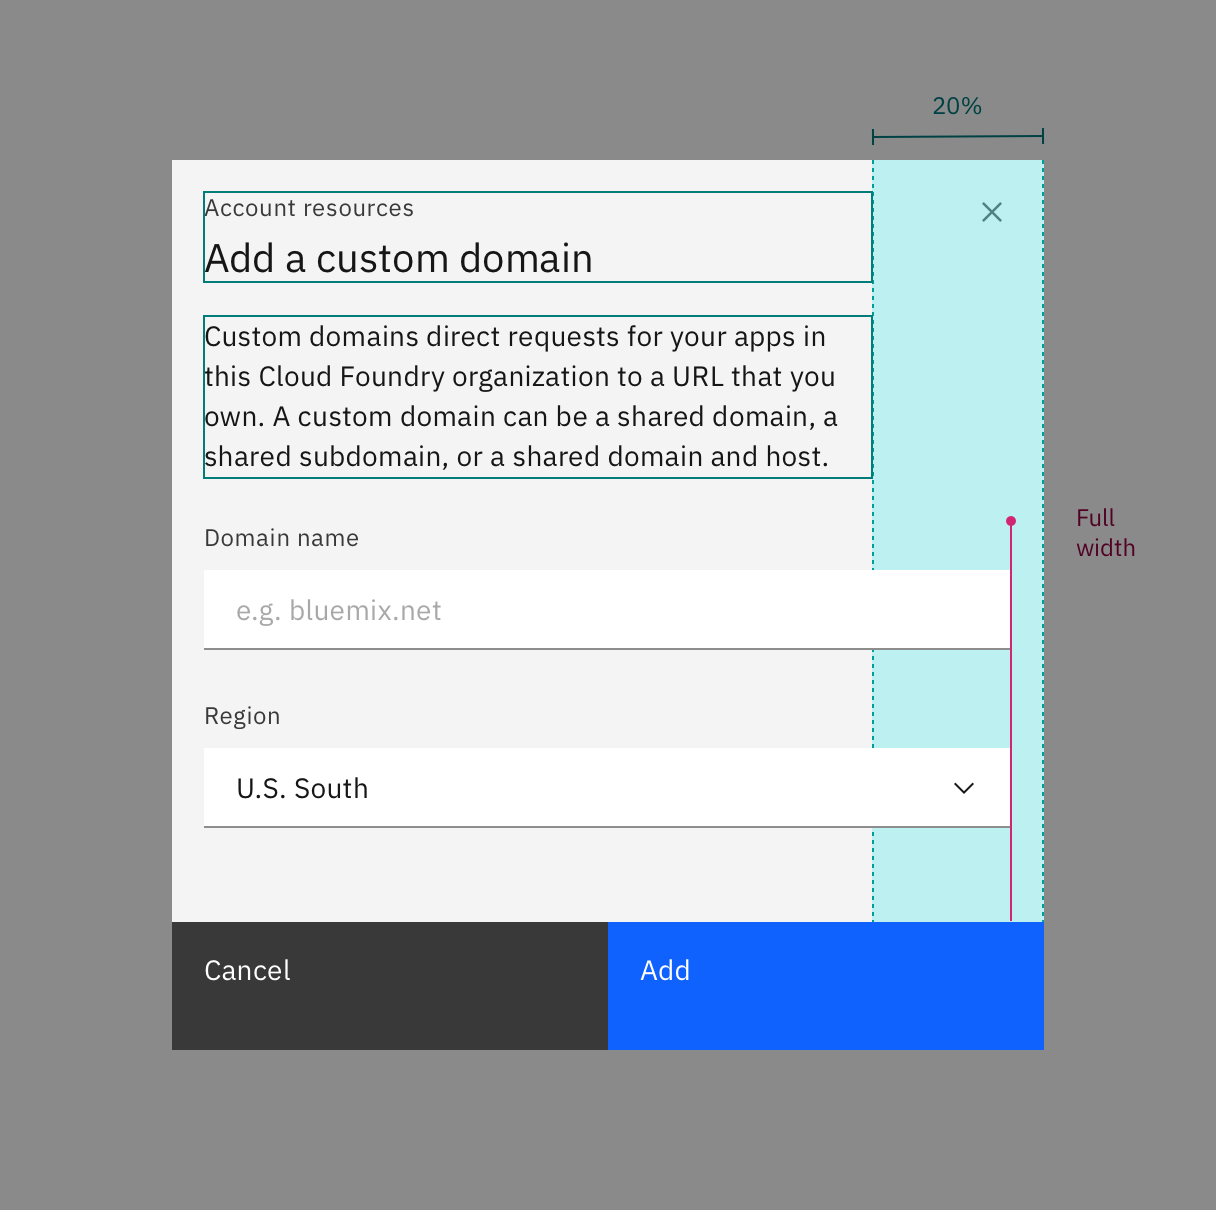 20%
Account resources
Add a custom domain
Custom domains direct requests for your apps in
this Cloud Foundry organization to a URL that you
own. A custom domain can be a shared domain, a
shared subdomain, or a shared domain and host.
Full
width
Domain name
e.g. bluemix.net
Region
U.S. South
Cancel
Add